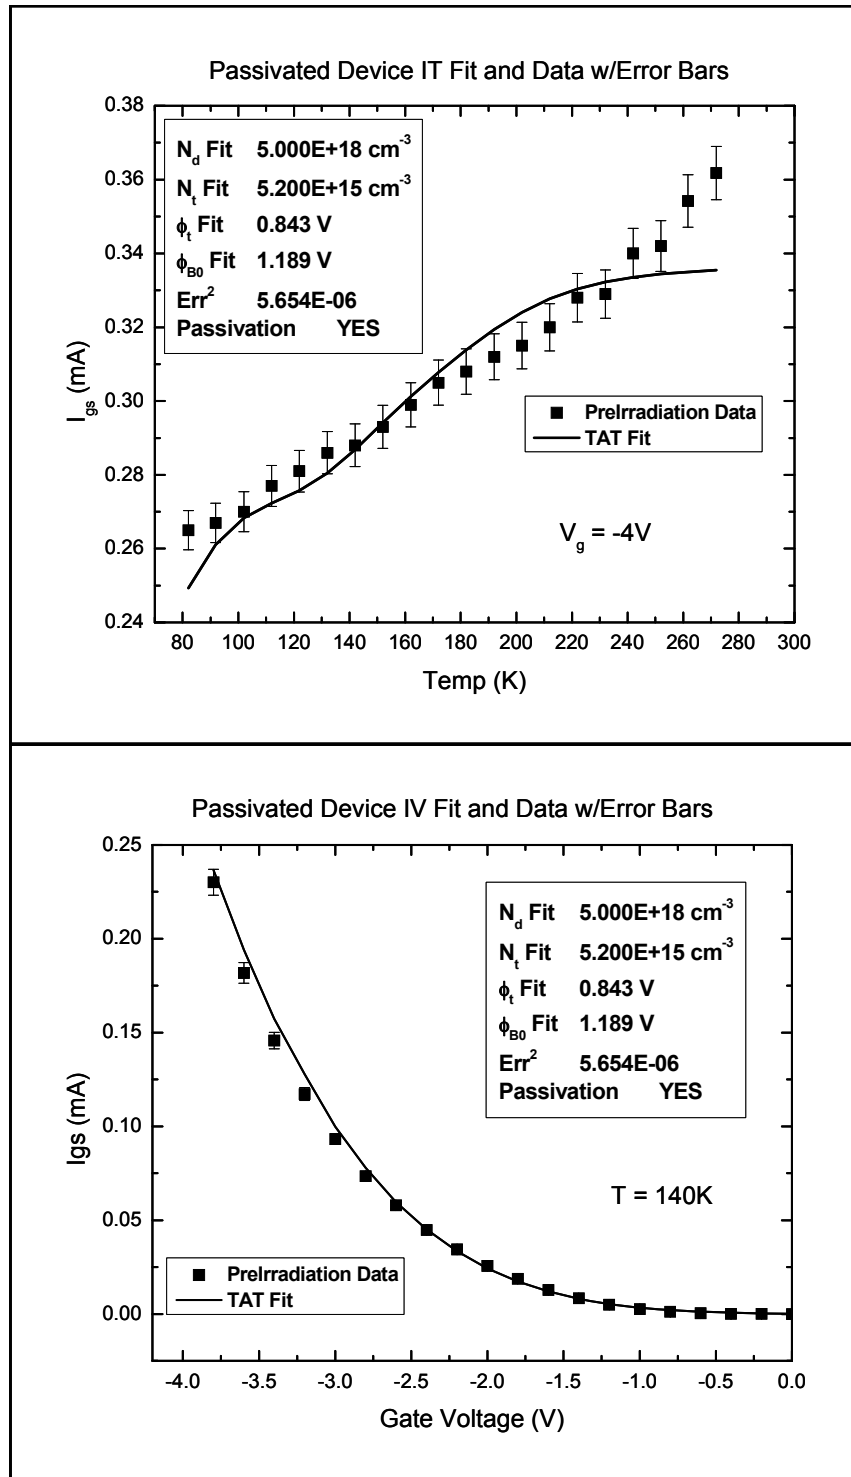 Passivated Device IT Fit and Data w/Error Bars
0.38
0.36
0.34
0.32
0.30
0.28
0.26
0.24
I_gs (mA)
N_d Fit 5.000E+18 cm^-3
N_t Fit 5.200E+15 cm^-3
ϕ_t Fit 0.843 V
ϕ_B0 Fit 1.189 V
Err^2 5.654E-06
Passivation YES
PreIrradiation Data
TAT Fit
V_g = -4V
80 100 120 140 160 180 200 220 240 260 280 300
Temp (K)
Passivated Device IV Fit and Data w/Error Bars
0.25
0.20
0.15
0.10
0.05
0.00
Igs (mA)
N_d Fit 5.000E+18 cm^-3
N_t Fit 5.200E+15 cm^-3
ϕ_t Fit 0.843 V
ϕ_B0 Fit 1.189 V
Err^2 5.654E-06
Passivation YES
T = 140K
PreIrradiation Data
TAT Fit
-4.0 -3.5 -3.0 -2.5 -2.0 -1.5 -1.0 -0.5 0.0
Gate Voltage (V)